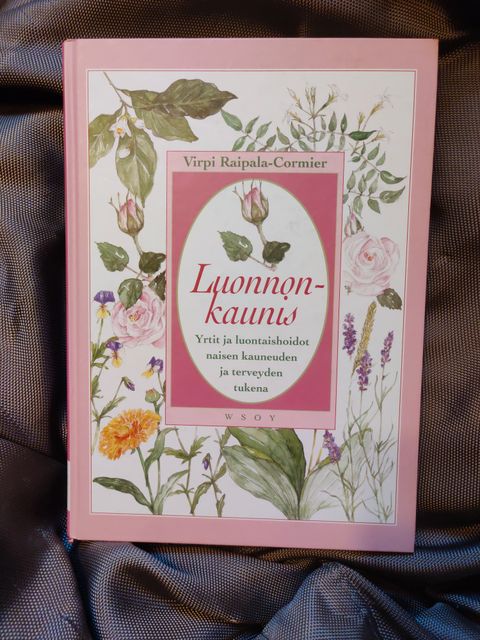 Virpi Raipala-Cormier
Luonnon-
kaunis
Yrtit ja luontaishoidot
naisen kauneuden
ja terveyden
tukena
WSOY